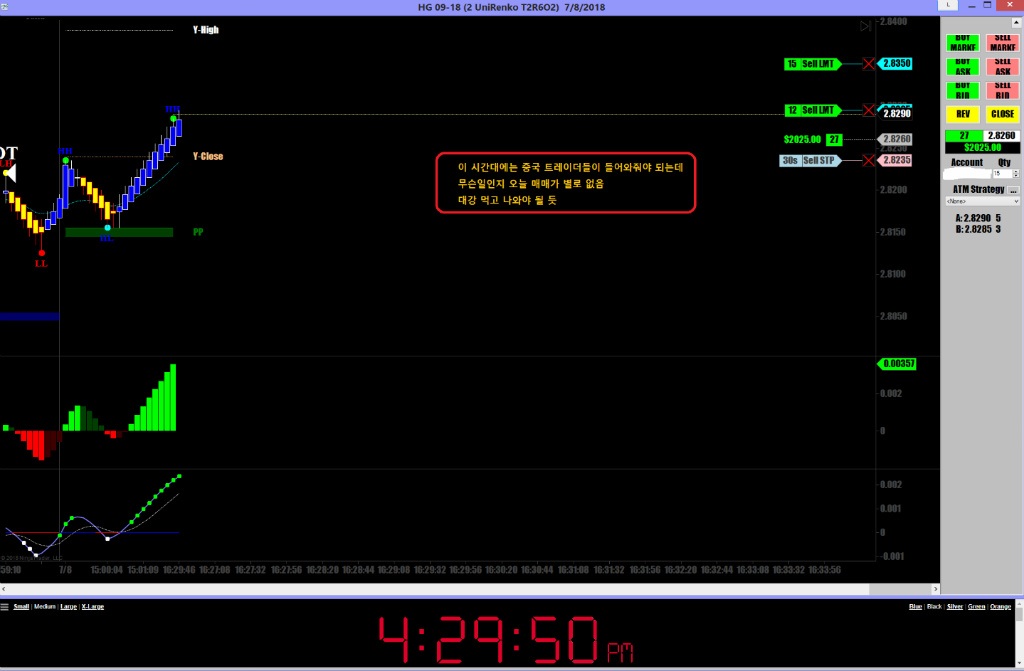 HG 09-18 (2 UniRenko T2R6O2) 7/8/2018
Y-High
2.8400
15 Sell LMT
2.8350
12 Sell LMT
2.8290
$2025.00 27
2.8260
Y-Close
30s Sell STP
2.8235
이 시간대에는 중국 트레이더들이 들어와줘야 되는데
무슨일인지 오늘 매매가 별로 없음
대강 먹고 나와야 될 듯
2.8200
PP
2.8150
LL
2.8100
2.8050
0.00357
0.002
0
0.002
0.001
0
-0.001
59:10 7/8 15:00:04 15:01:09 16:29:46 16:27:08 16:27:32 16:27:56 16:28:20 16:28:44 16:29:08 16:29:32 16:29:56 16:30:20 16:30:44 16:31:08 16:31:32 16:31:56 16:32:20 16:32:44 16:33:08 16:33:32 16:33:56
BUY MARKE SELL MARKE
BUY ASK SELL ASK
BUY BID SELL BID
REV CLOSE
27 2.8260
$2025.00
Account Qty
15
ATM Strategy ...
<None>
A: 2.8290 5
B: 2.8285 3
Small | Medium | Large | X-Large
Blue | Black | Silver | Green | Orange
4:29:50 PM